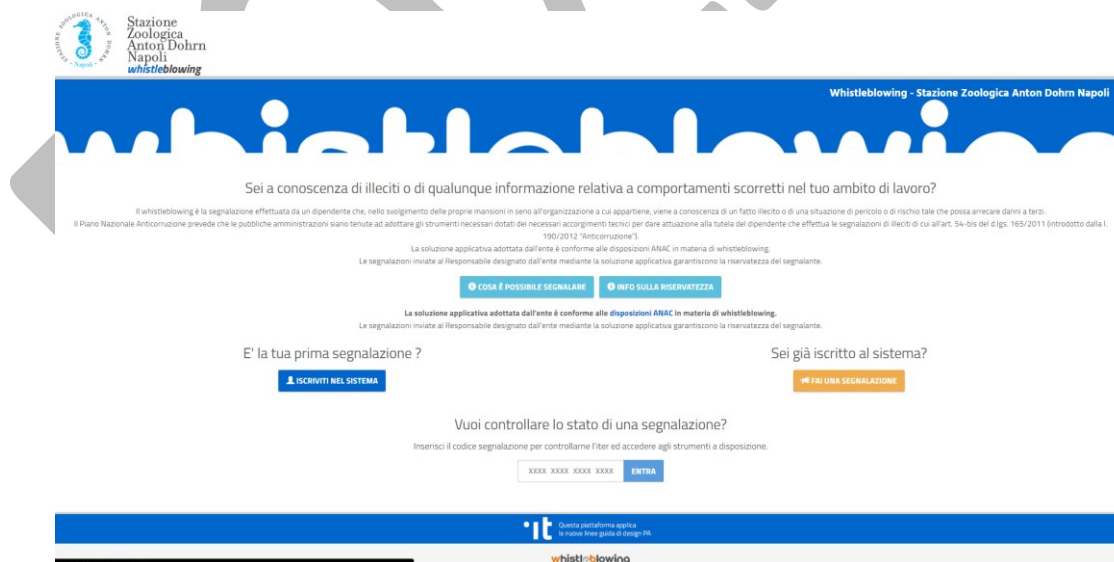 STAZIONE ZOOLOGICA ANTON DOHRN
- Napoli -
Stazione
Zoologica
Anton Dohrn
Napoli
whistleblowing
Whistleblowing - Stazione Zoologica Anton Dohrn Napoli
whistleblowing
Sei a conoscenza di illeciti o di qualunque informazione relativa a comportamenti scorretti nel tuo ambito di lavoro?
Il whistleblowing è la segnalazione effettuata da un dipendente che, nello svolgimento delle proprie mansioni in seno all'organizzazione a cui appartiene, viene a conoscenza di un fatto illecito o di una situazione di pericolo o di rischio tale che possa arrecare danni a terzi.
Il Piano Nazionale Anticorruzione prevede che le pubbliche amministrazioni siano tenute ad adottare gli strumenti necessari dotati dei necessari accorgimenti tecnici per dare attuazione alla tutela del dipendente che effettua le segnalazioni di illeciti di cui all'art. 54-bis del d.lgs. 165/2011 (introdotto dalla l.
190/2012 "Anticorruzione").
La soluzione applicativa adottata dall'ente è conforme alle disposizioni ANAC in materia di whistleblowing.
Le segnalazioni inviate al Responsabile designato dall'ente mediante la soluzione applicativa garantiscono la riservatezza del segnalante.
COSA È POSSIBILE SEGNALARE
INFO SULLA RISERVATEZZA
La soluzione applicativa adottata dall'ente è conforme alle disposizioni ANAC in materia di whistleblowing.
Le segnalazioni inviate al Responsabile designato dall'ente mediante la soluzione applicativa garantiscono la riservatezza del segnalante.
E' la tua prima segnalazione ?
Sei già iscritto al sistema?
ISCRIVITI NEL SISTEMA
FAI UNA SEGNALAZIONE
Vuoi controllare lo stato di una segnalazione?
Inserisci il codice segnalazione per controllarne l'iter ed accedere agli strumenti a disposizione.
XXXX XXXX XXXX XXXX
ENTRA
it
Questa piattaforma applica
le nuove linee guida di design PA
whistleblowing